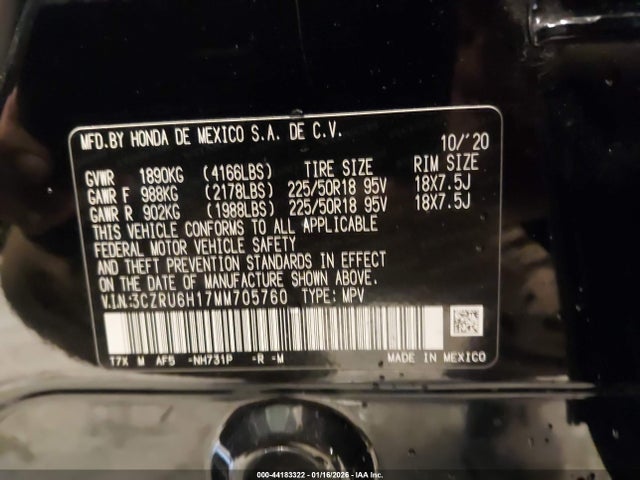 MFD.BY HONDA DE MEXICO S.A. DE C.V.
10/'20
GVWR 1890KG (4166LBS) TIRE SIZE RIM SIZE
GAWR F 988KG (2178LBS) 225/50R18 95V 18X7.5J
GAWR R 902KG (1988LBS) 225/50R18 95V 18X7.5J
THIS VEHICLE CONFORMS TO ALL APPLICABLE
FEDERAL MOTOR VEHICLE SAFETY
AND THEFT PREVENTION STANDARDS IN EFFECT
ON THE DATE OF MANUFACTURE SHOWN ABOVE.
V.I.N:3CZRU6H17MM705760 TYPE: MPV
T7X M AF5 -NH731P -R -M
MADE IN MEXICO
000-44183322 - 01/16/2026 - IAA Inc.